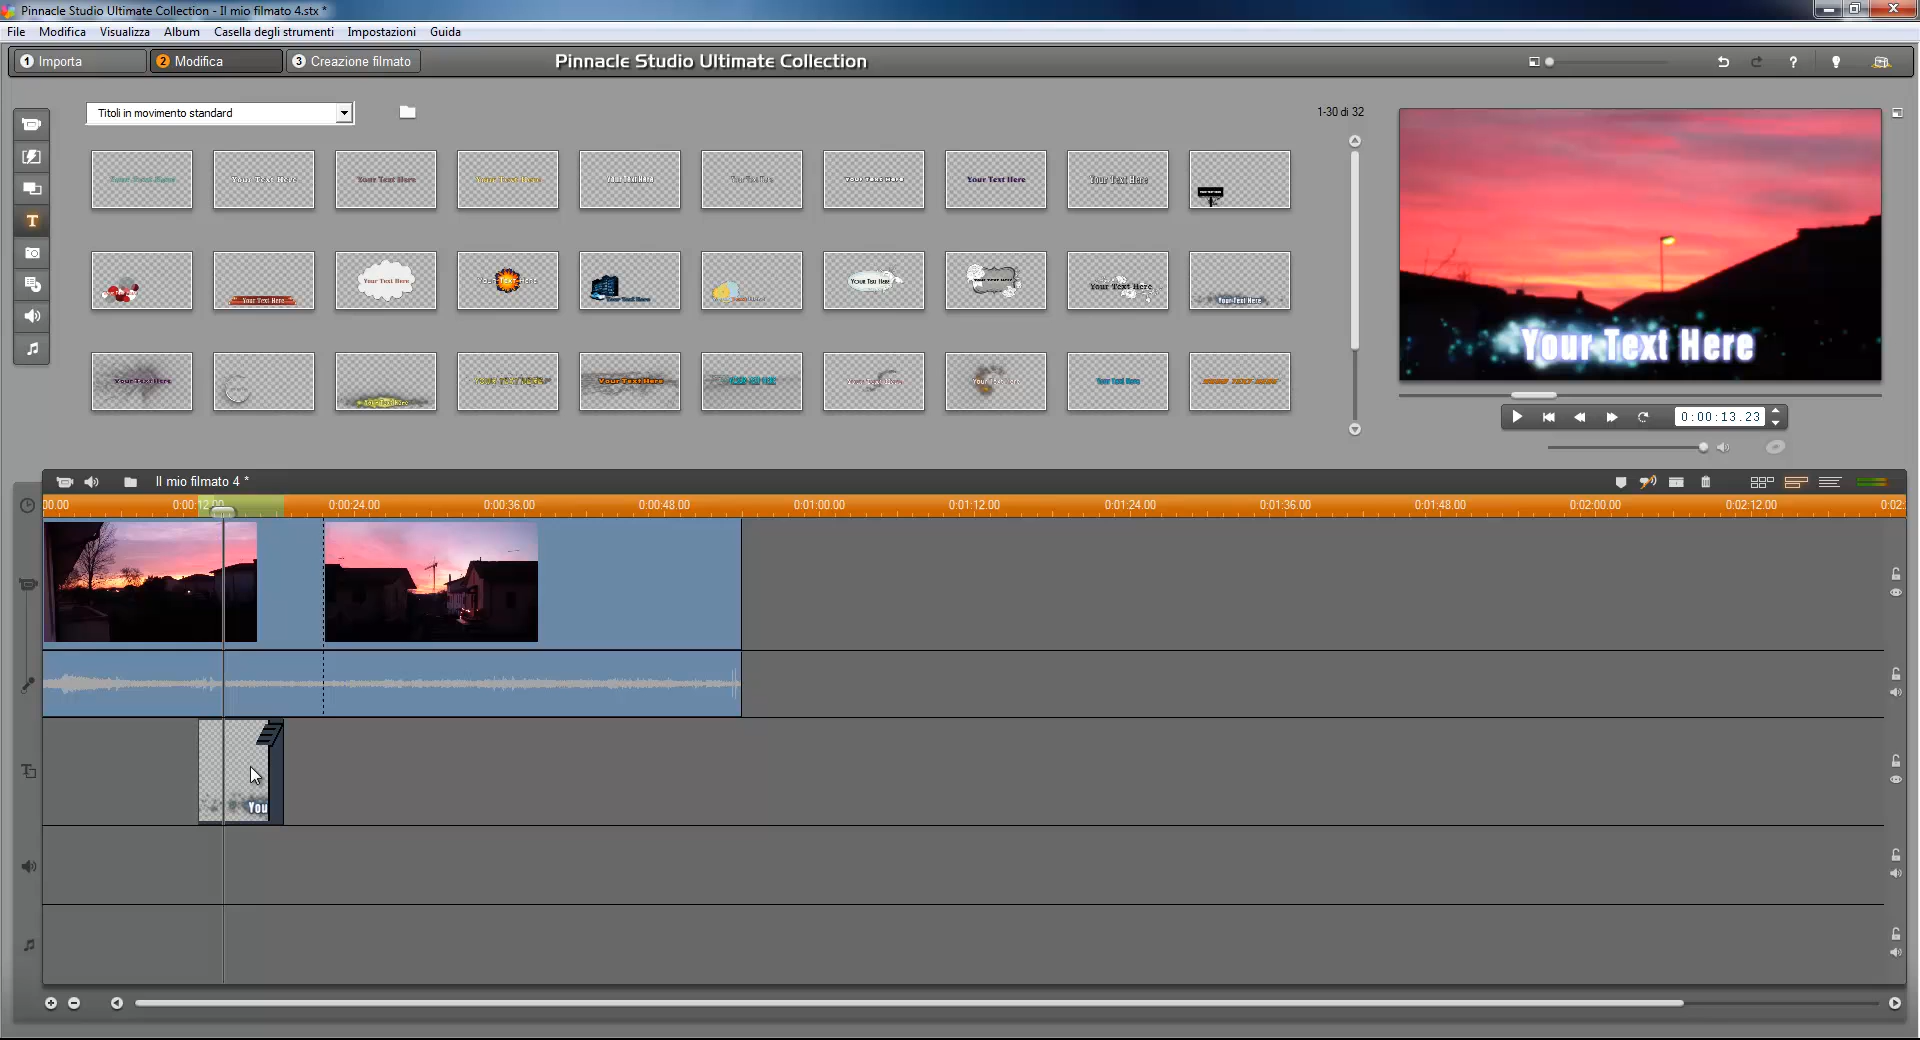 Pinnacle Studio Ultimate Collection - Il mio filmato 4.stx *
File Modifica Visualizza Album Casella degli strumenti Impostazioni Guida
1 Importa 2 Modifica 3 Creazione filmato Pinnacle Studio Ultimate Collection ?
Titoli in movimento standard 1-30 di 32
Your Text Here Your Text Here Your Text Here Your Text Here Your Text Here Your Text Here Your Text Here Your Text Here Your Text Here
Your Text Here Your Text Here Your Text Here Your Text Here Your Text Here Your Text Here Your Text Here
Your Text Here
Your Text Here Your Text Here Your Text Here Your Text Here Your Text Here Your Text Here Your Text Here
T
0:00:13.23
Il mio filmato 4 *
00.00 0:00:12.00 0:00:24.00 0:00:36.00 0:00:48.00 0:01:00.00 0:01:12.00 0:01:24.00 0:01:36.00 0:01:48.00 0:02:00.00 0:02:12.00 0:02:
You